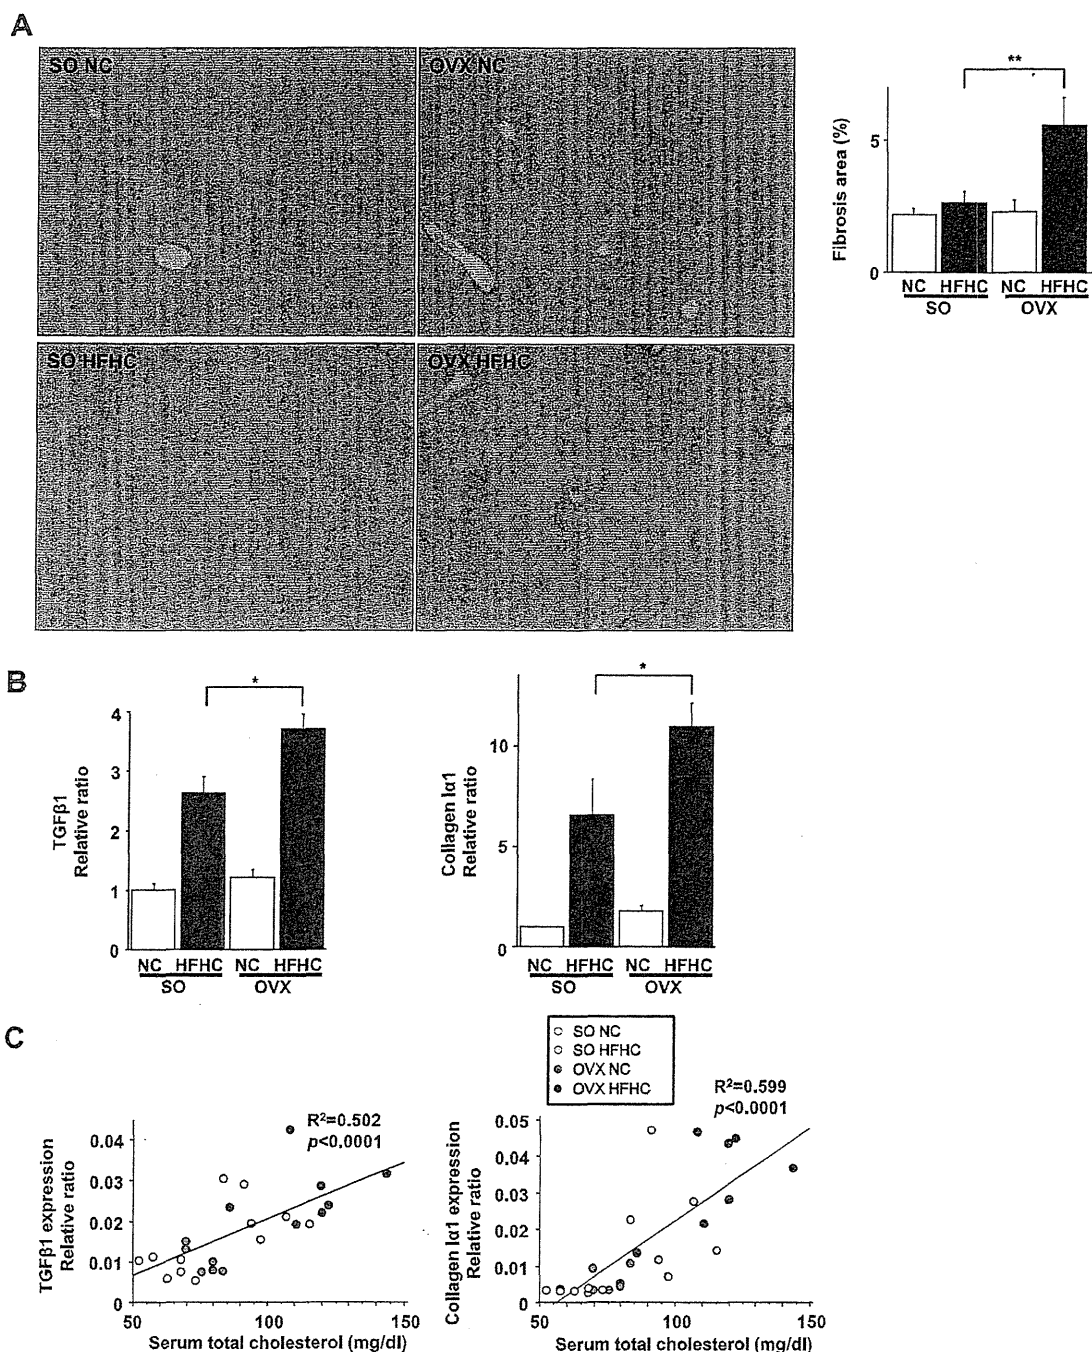 A
SO NC
OVX NC
SO HFHC
OVX HFHC
**
Fibrosis area (%)
5
0
NC HFHC NC HFHC
SO OVX
B
*
TGFβ1
Relative ratio
4
3
2
1
0
NC HFHC NC HFHC
SO OVX
*
Collagen Iα1
Relative ratio
10
5
0
NC HFHC NC HFHC
SO OVX
C
SO NC
SO HFHC
OVX NC
OVX HFHC
R²=0.502
p<0.0001
TGFβ1 expression
Relative ratio
0.04
0.03
0.02
0.01
0
50 100 150
Serum total cholesterol (mg/dl)
R²=0.599
p<0.0001
Collagen Iα1 expression
Relative ratio
0.05
0.04
0.03
0.02
0.01
0
50 100 150
Serum total cholesterol (mg/dl)